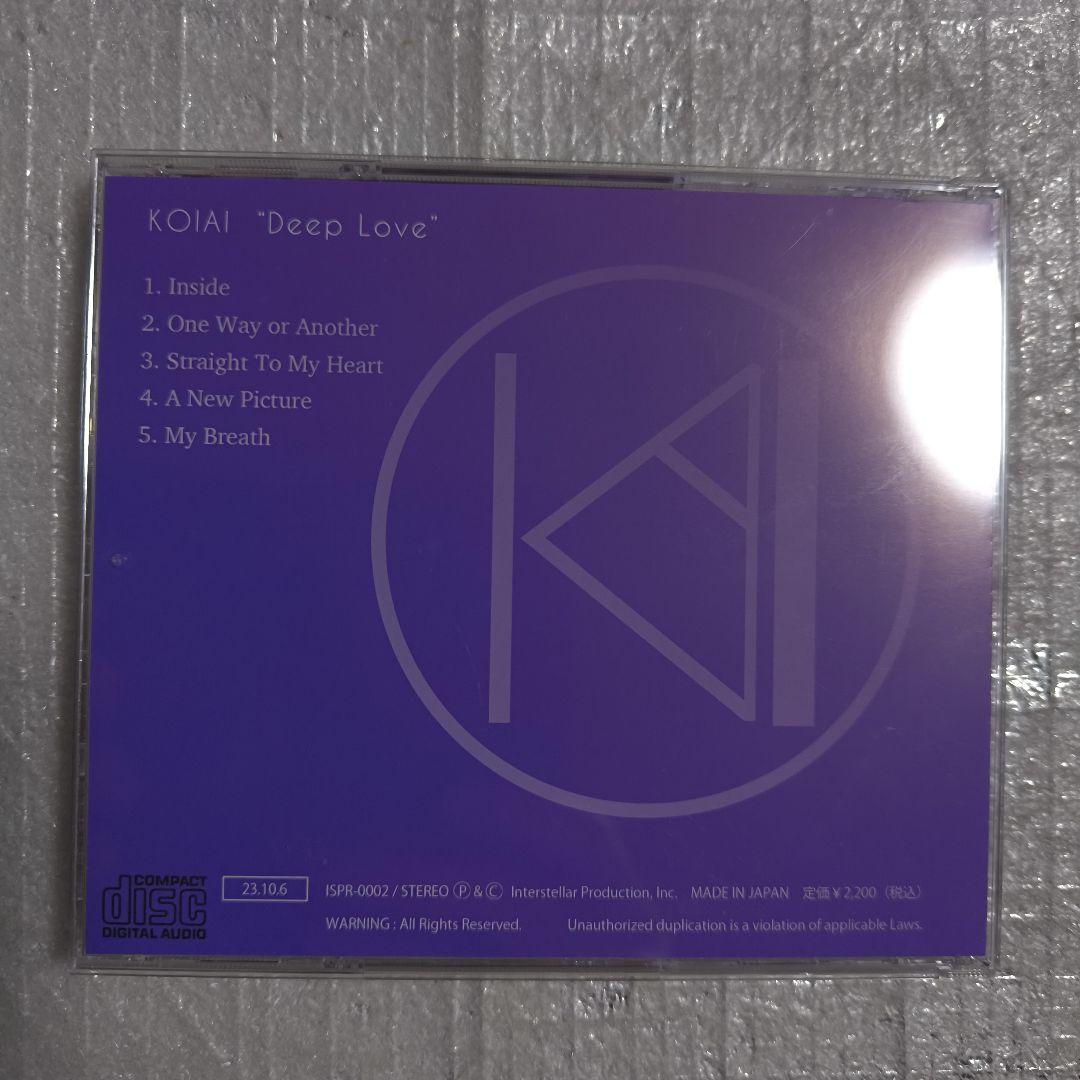 KOIAI "Deep Love"
1. Inside
2. One Way or Another
3. Straight To My Heart
4. A New Picture
5. My Breath
COMPACT
disc
DIGITAL AUDIO
23.10.6
ISPR-0002 / STEREO Ⓟ & Ⓒ Interstellar Production, Inc. MADE IN JAPAN 定価¥2,200（税込）
WARNING : All Rights Reserved. Unauthorized duplication is a violation of applicable Laws.